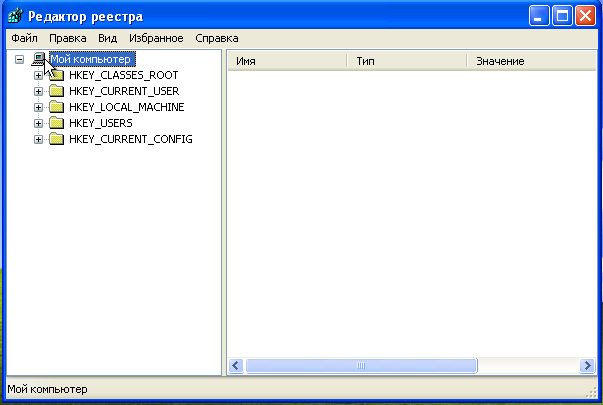 Редактор реестра
Файл Правка Вид Избранное Справка
Мой компьютер
HKEY_CLASSES_ROOT
HKEY_CURRENT_USER
HKEY_LOCAL_MACHINE
HKEY_USERS
HKEY_CURRENT_CONFIG
Имя Тип Значение
Мой компьютер